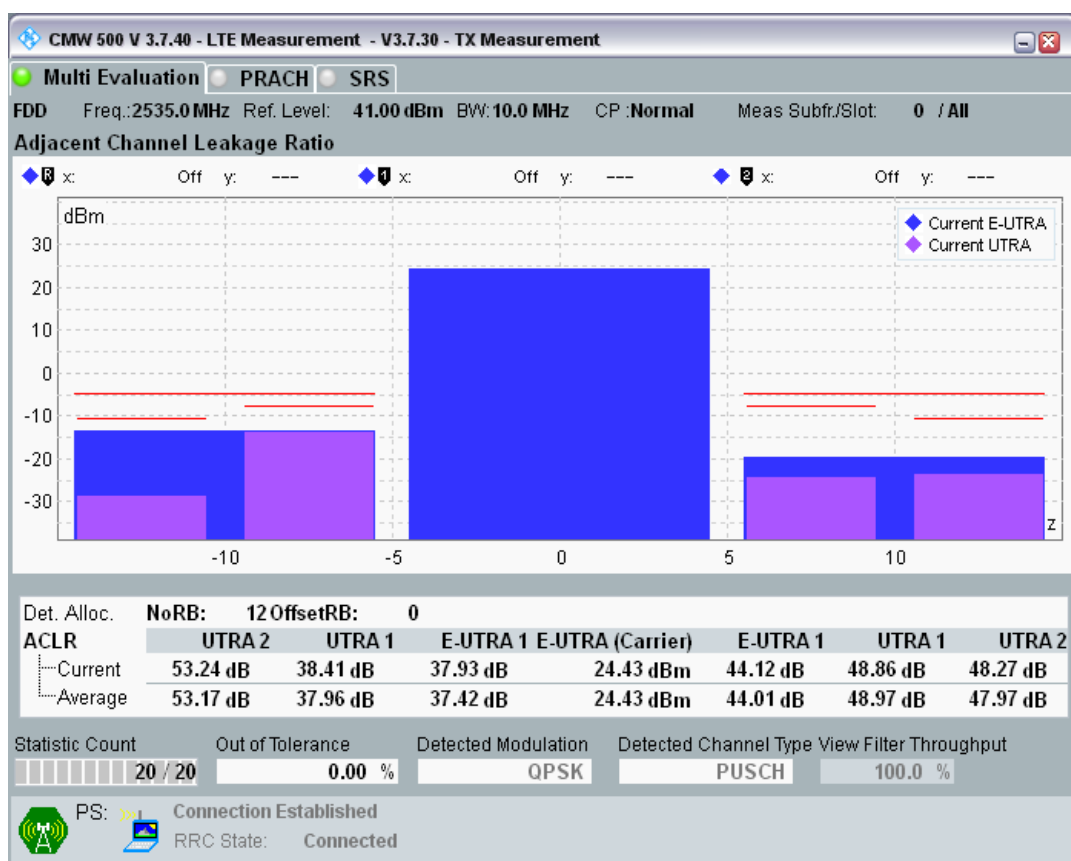 CMW 500 V 3.7.40 - LTE Measurement - V3.7.30 - TX Measurement
Multi Evaluation PRACH SRS
FDD Freq.:2535.0 MHz Ref. Level: 41.00 dBm BW:10.0 MHz CP :Normal Meas Subfr./Slot: 0 / All
Adjacent Channel Leakage Ratio
R x: Off y: --- 1 x: Off y: --- 2 x: Off y: ---
dBm
Current E-UTRA
Current UTRA
30
20
10
0
-10
-20
-30
z
-10 -5 0 5 10
Det. Alloc. NoRB: 12 OffsetRB: 0
ACLR UTRA 2 UTRA 1 E-UTRA 1 E-UTRA (Carrier) E-UTRA 1 UTRA 1 UTRA 2
Current 53.24 dB 38.41 dB 37.93 dB 24.43 dBm 44.12 dB 48.86 dB 48.27 dB
Average 53.17 dB 37.96 dB 37.42 dB 24.43 dBm 44.01 dB 48.97 dB 47.97 dB
Statistic Count Out of Tolerance Detected Modulation Detected Channel Type View Filter Throughput
20 / 20 0.00 % QPSK PUSCH 100.0 %
PS: Connection Established
RRC State: Connected